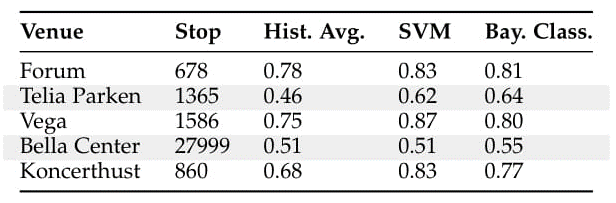 Venue Stop Hist. Avg. SVM Bay. Class.
Forum 678 0.78 0.83 0.81
Telia Parken 1365 0.46 0.62 0.64
Vega 1586 0.75 0.87 0.80
Bella Center 27999 0.51 0.51 0.55
Koncerthust 860 0.68 0.83 0.77